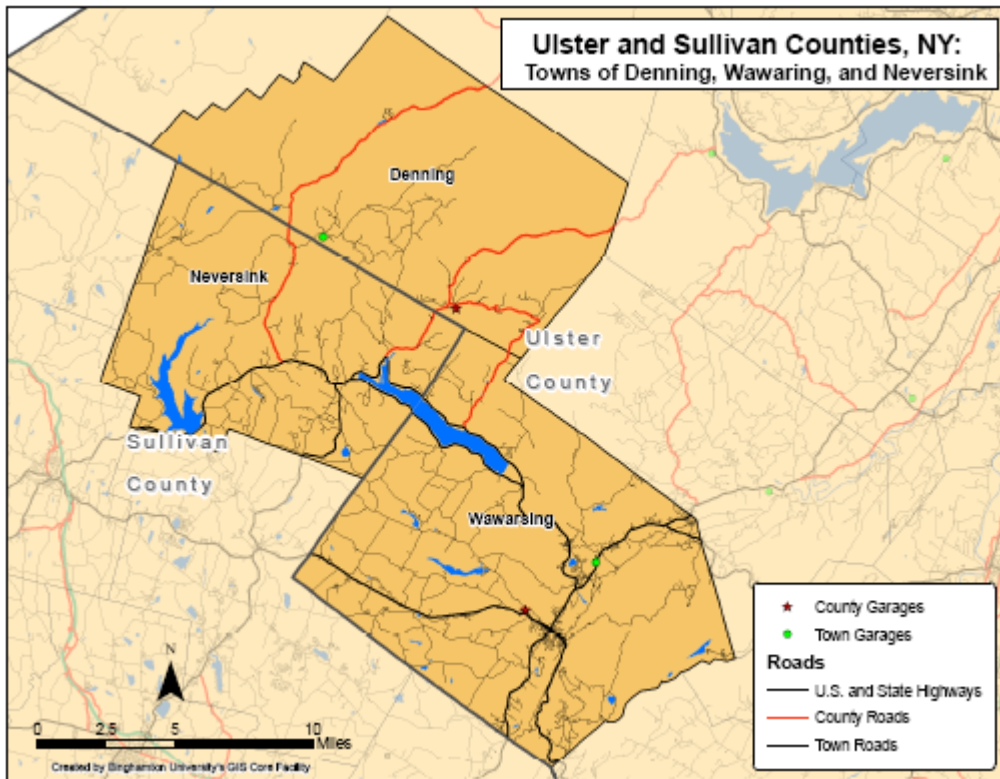 Ulster and Sullivan Counties, NY:
Towns of Denning, Wawaring, and Neversink
Denning
Neversink
Ulster
County
Sullivan
County
Wawarsing
County Garages
Town Garages
Roads
U.S. and State Highways
County Roads
Town Roads
N
0 2.5 5 10
Miles
Created by Binghamton University's GIS Core Facility